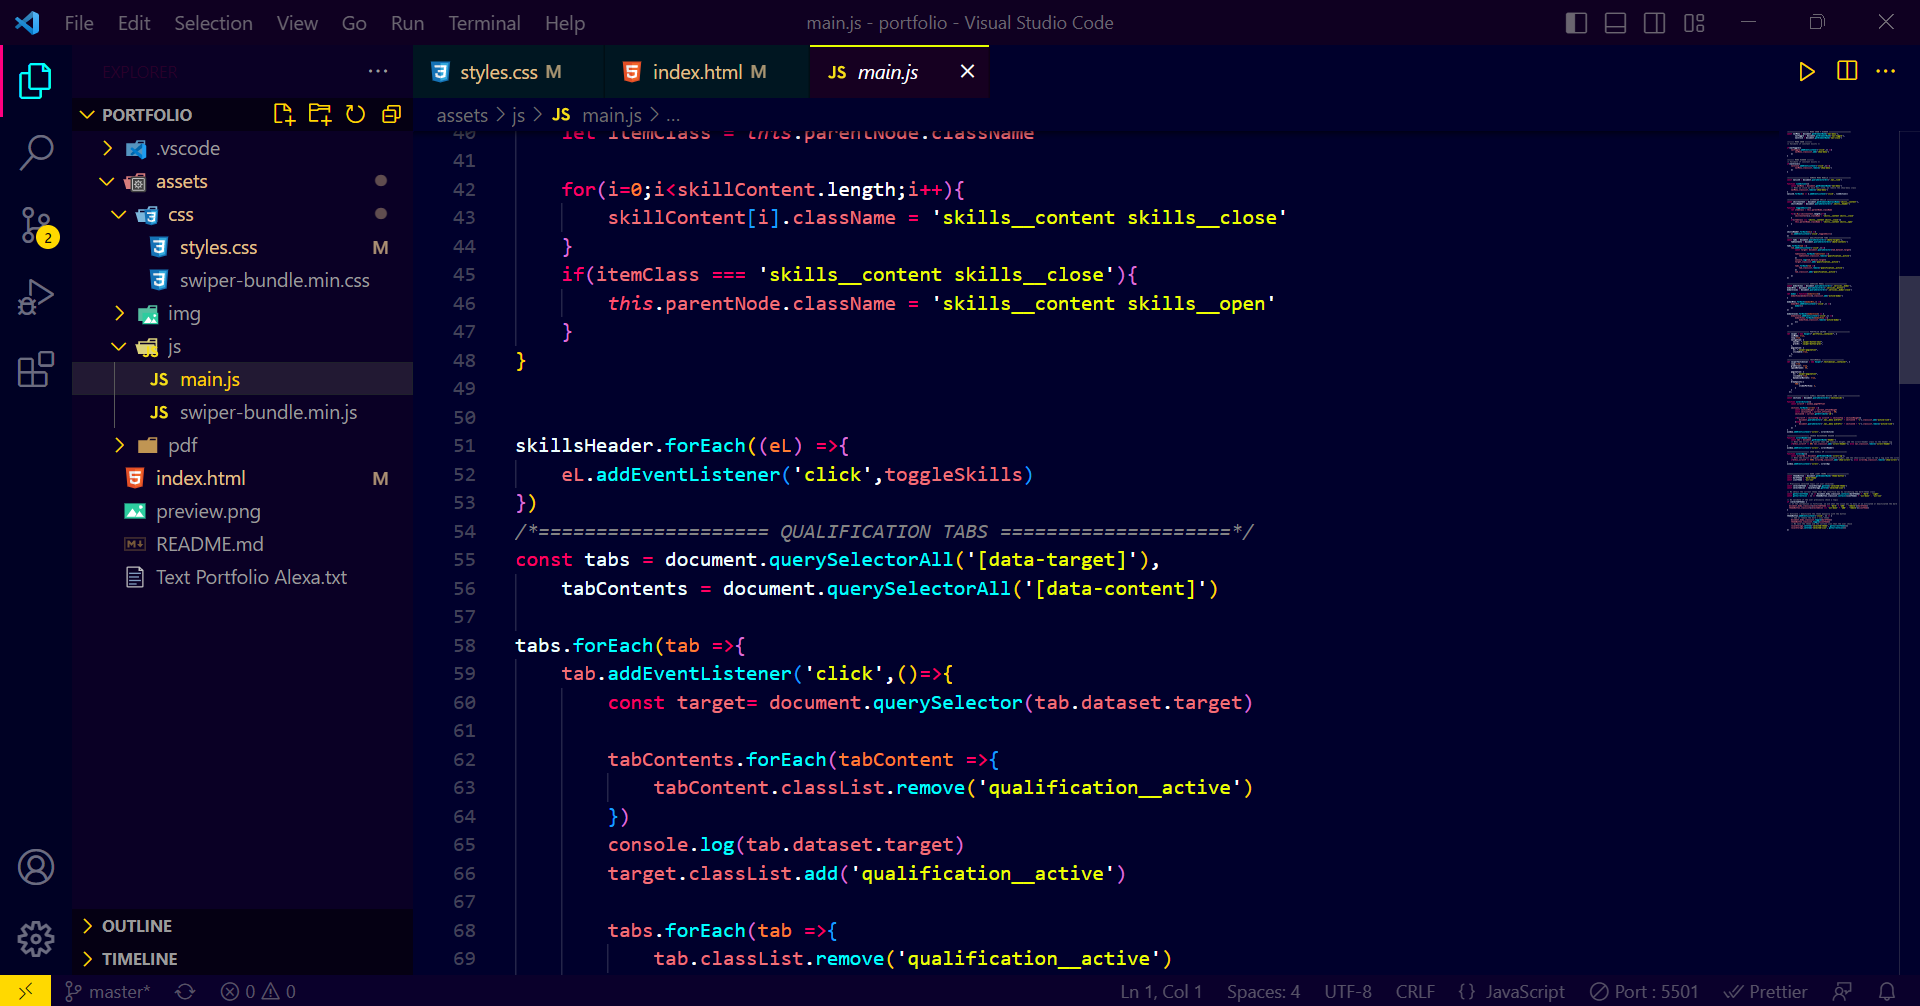 File Edit Selection View Go Run Terminal Help
main.js - portfolio - Visual Studio Code
EXPLORER
PORTFOLIO
.vscode
assets
css
styles.css M
swiper-bundle.min.css
img
js
JS main.js
JS swiper-bundle.min.js
pdf
index.html M
preview.png
README.md
Text Portfolio Alexa.txt
OUTLINE
TIMELINE
styles.css M index.html M JS main.js
assets > js > JS main.js > ...
40 let itemClass = this.parentNode.className
41
42 for(i=0;i<skillContent.length;i++){
43 skillContent[i].className = 'skills__content skills__close'
44 }
45 if(itemClass === 'skills__content skills__close'){
46 this.parentNode.className = 'skills__content skills__open'
47 }
48 }
49
50
51 skillsHeader.forEach((eL) =>{
52 eL.addEventListener('click',toggleSkills)
53 })
54 /*==================== QUALIFICATION TABS ====================*/
55 const tabs = document.querySelectorAll('[data-target]'),
56 tabContents = document.querySelectorAll('[data-content]')
57
58 tabs.forEach(tab =>{
59 tab.addEventListener('click',()=>{
60 const target= document.querySelector(tab.dataset.target)
61
62 tabContents.forEach(tabContent =>{
63 tabContent.classList.remove('qualification__active')
64 })
65 console.log(tab.dataset.target)
66 target.classList.add('qualification__active')
67
68 tabs.forEach(tab =>{
69 tab.classList.remove('qualification__active')
2
master* 0 0 Ln 1, Col 1 Spaces: 4 UTF-8 CRLF {} JavaScript Port : 5501 Prettier